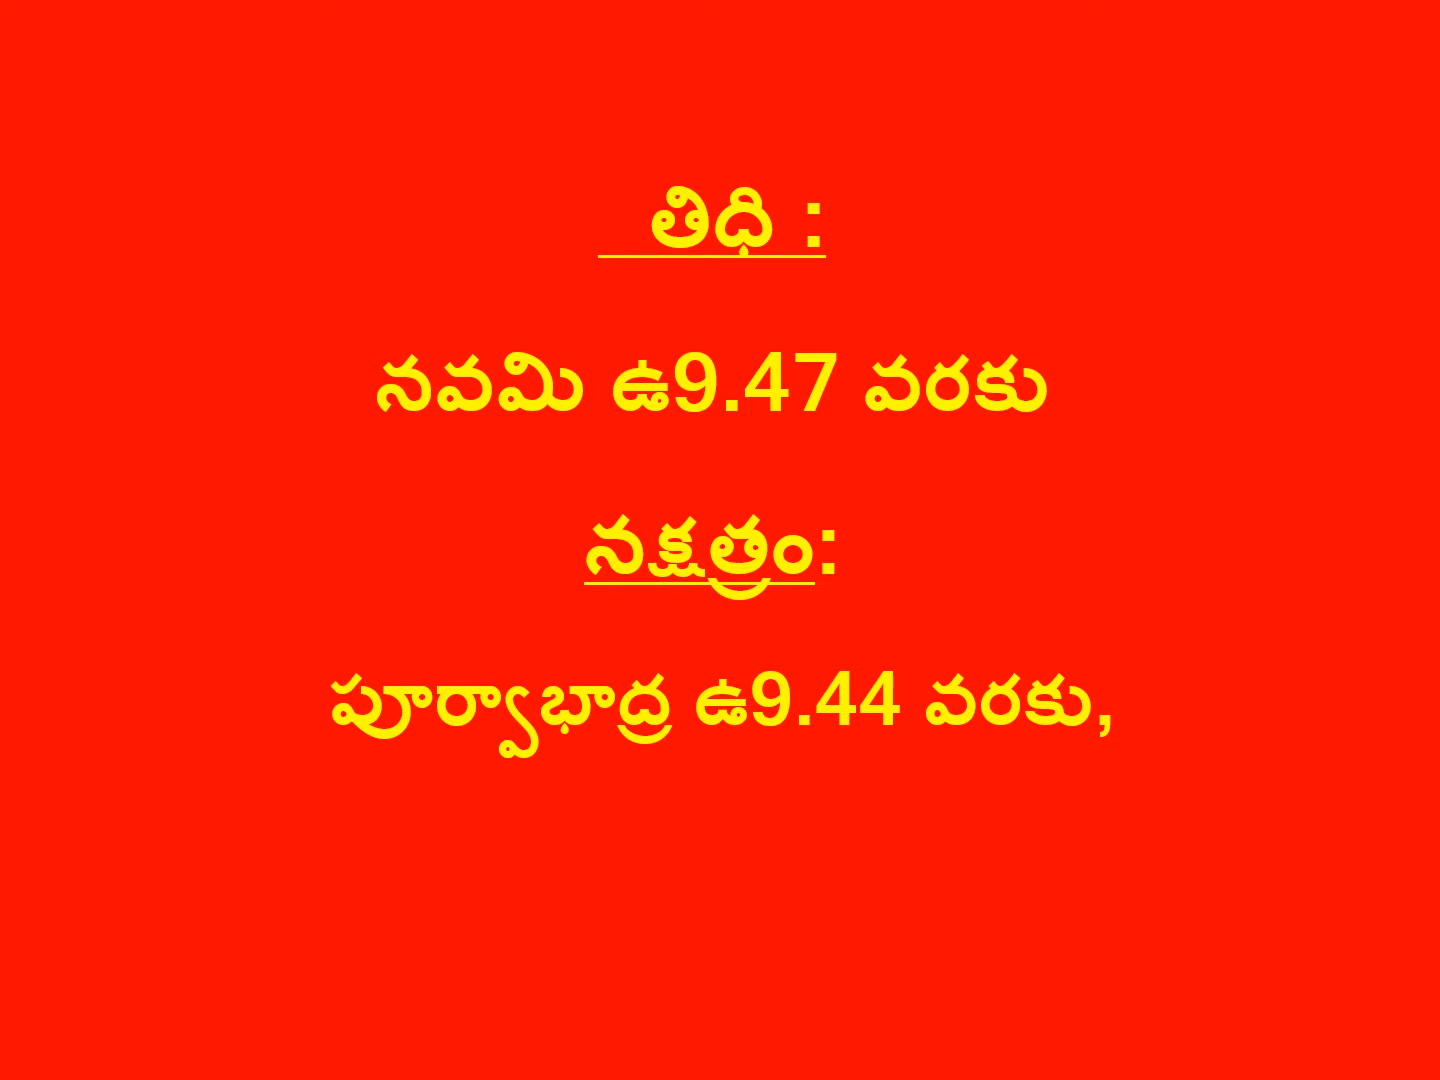 తిధి :
నవమి ఉ9.47 వరకు
నక్షత్రం:
పూర్వాభాద్ర ఉ9.44 వరకు,